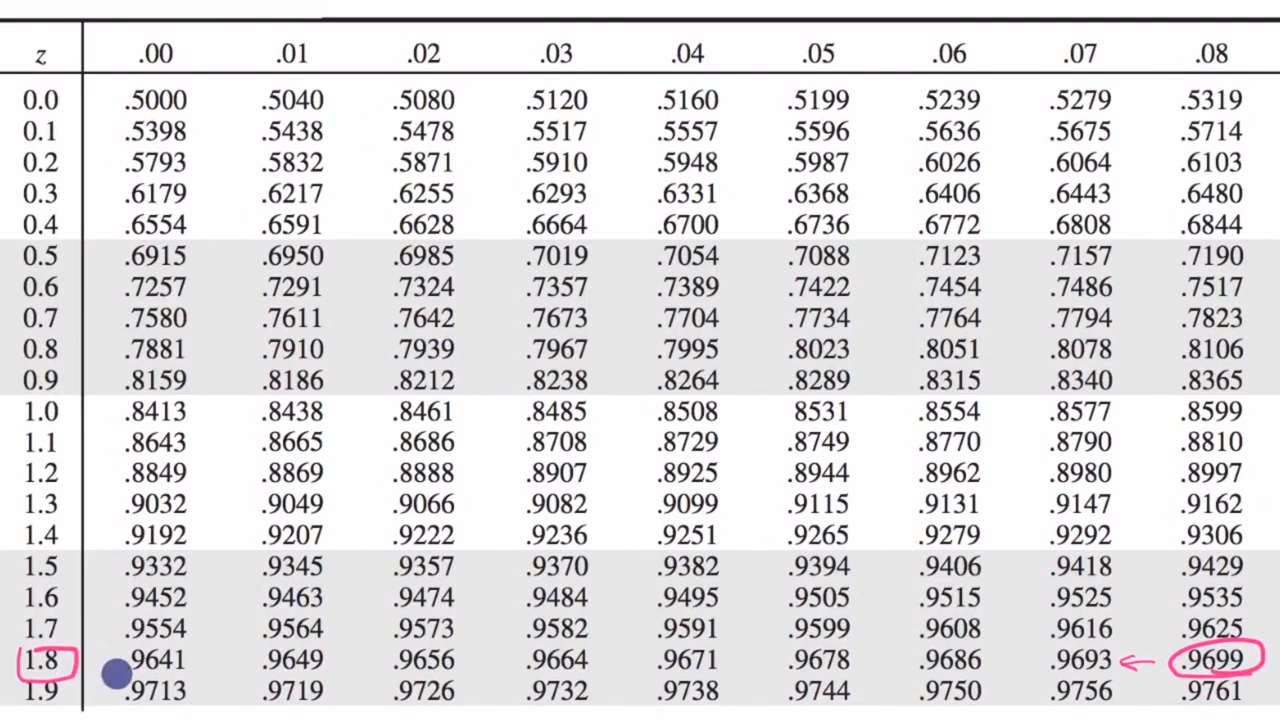 z .00 .01 .02 .03 .04 .05 .06 .07 .08
0.0 .5000 .5040 .5080 .5120 .5160 .5199 .5239 .5279 .5319
0.1 .5398 .5438 .5478 .5517 .5557 .5596 .5636 .5675 .5714
0.2 .5793 .5832 .5871 .5910 .5948 .5987 .6026 .6064 .6103
0.3 .6179 .6217 .6255 .6293 .6331 .6368 .6406 .6443 .6480
0.4 .6554 .6591 .6628 .6664 .6700 .6736 .6772 .6808 .6844
0.5 .6915 .6950 .6985 .7019 .7054 .7088 .7123 .7157 .7190
0.6 .7257 .7291 .7324 .7357 .7389 .7422 .7454 .7486 .7517
0.7 .7580 .7611 .7642 .7673 .7704 .7734 .7764 .7794 .7823
0.8 .7881 .7910 .7939 .7967 .7995 .8023 .8051 .8078 .8106
0.9 .8159 .8186 .8212 .8238 .8264 .8289 .8315 .8340 .8365
1.0 .8413 .8438 .8461 .8485 .8508 .8531 .8554 .8577 .8599
1.1 .8643 .8665 .8686 .8708 .8729 .8749 .8770 .8790 .8810
1.2 .8849 .8869 .8888 .8907 .8925 .8944 .8962 .8980 .8997
1.3 .9032 .9049 .9066 .9082 .9099 .9115 .9131 .9147 .9162
1.4 .9192 .9207 .9222 .9236 .9251 .9265 .9279 .9292 .9306
1.5 .9332 .9345 .9357 .9370 .9382 .9394 .9406 .9418 .9429
1.6 .9452 .9463 .9474 .9484 .9495 .9505 .9515 .9525 .9535
1.7 .9554 .9564 .9573 .9582 .9591 .9599 .9608 .9616 .9625
1.8 .9641 .9649 .9656 .9664 .9671 .9678 .9686 .9693 ← .9699
1.9 .9713 .9719 .9726 .9732 .9738 .9744 .9750 .9756 .9761